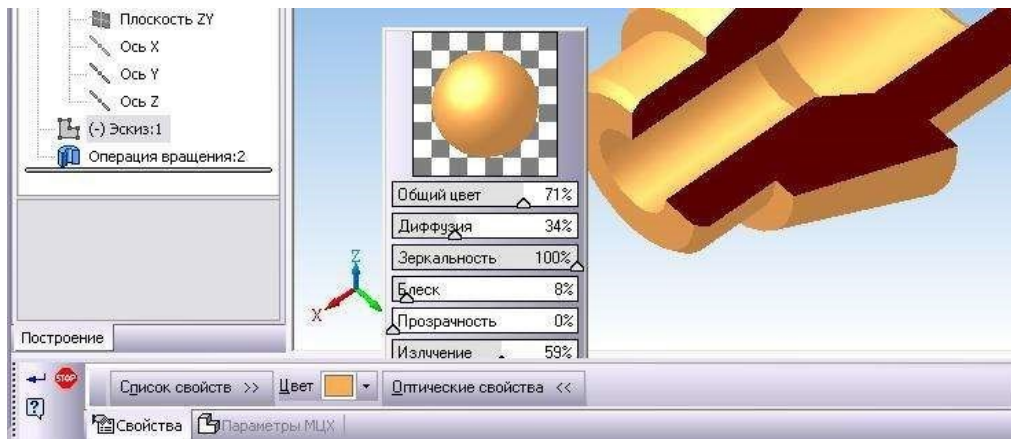 Плоскость ZY
Ось X
Ось Y
Ось Z
(-) Эскиз:1
Операция вращения:2
Построение
Общий цвет 71%
Диффузия 34%
Зеркальность 100%
Блеск 8%
Прозрачность 0%
Излучение 59%
Z
X
STOP
Список свойств >> Цвет Оптические свойства <<
Свойства Параметры МЦХ